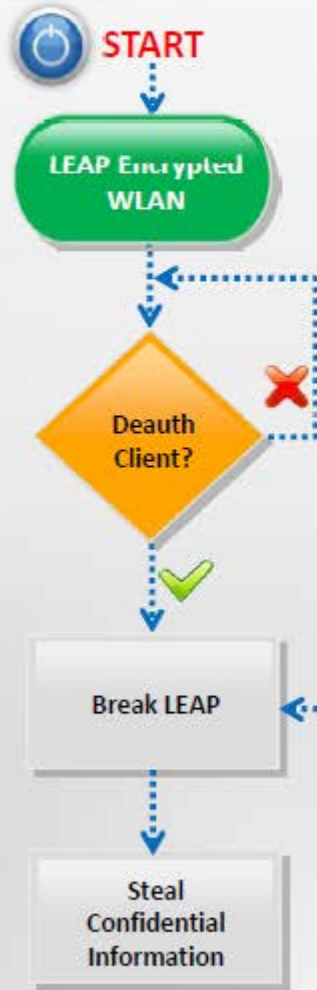 START
LEAP Encrypted
WLAN
Deauth
Client?
Break LEAP
Steal
Confidential
Information